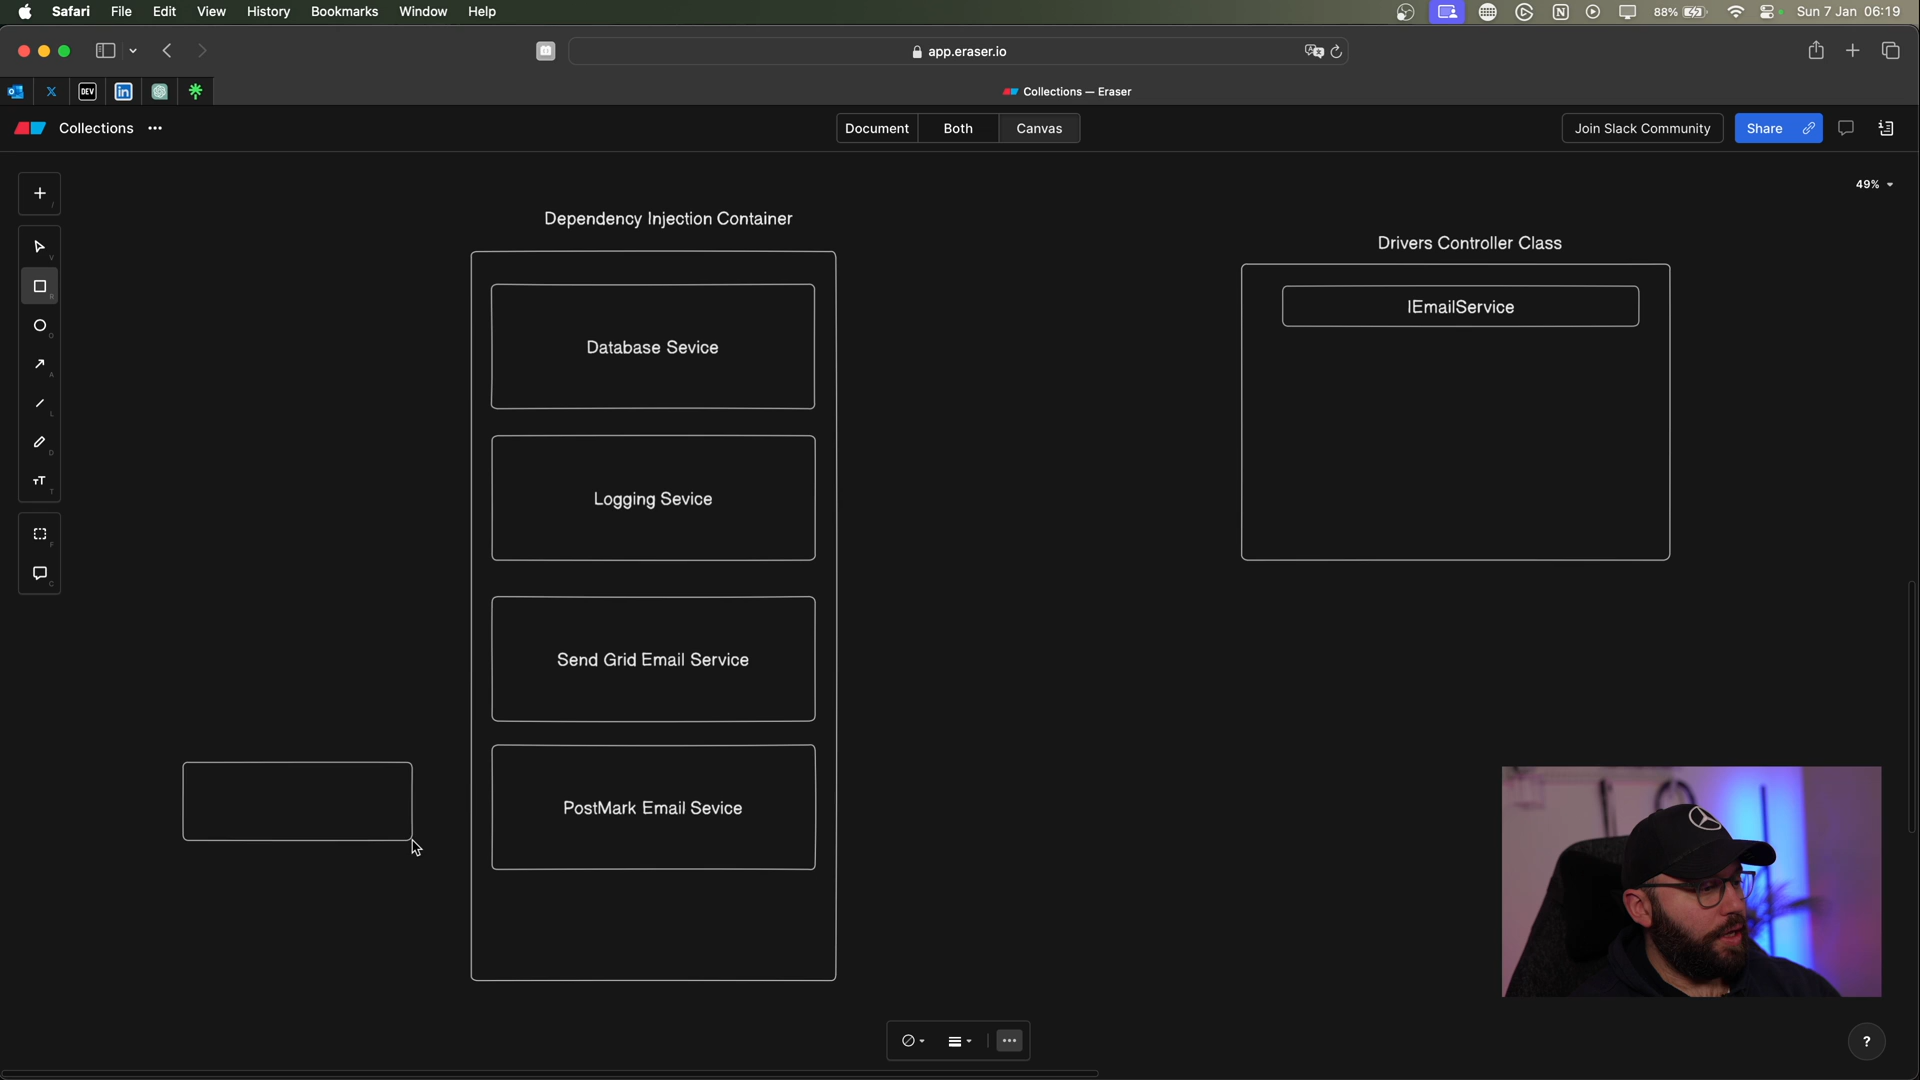 Safari File Edit View History Bookmarks Window Help
88% Sun 7 Jan 06:19
app.eraser.io
DEV
Collections — Eraser
Collections
Document Both Canvas
Join Slack Community Share
49%
Dependency Injection Container
Drivers Controller Class
IEmailService
Database Sevice
Logging Sevice
Send Grid Email Service
PostMark Email Sevice
?